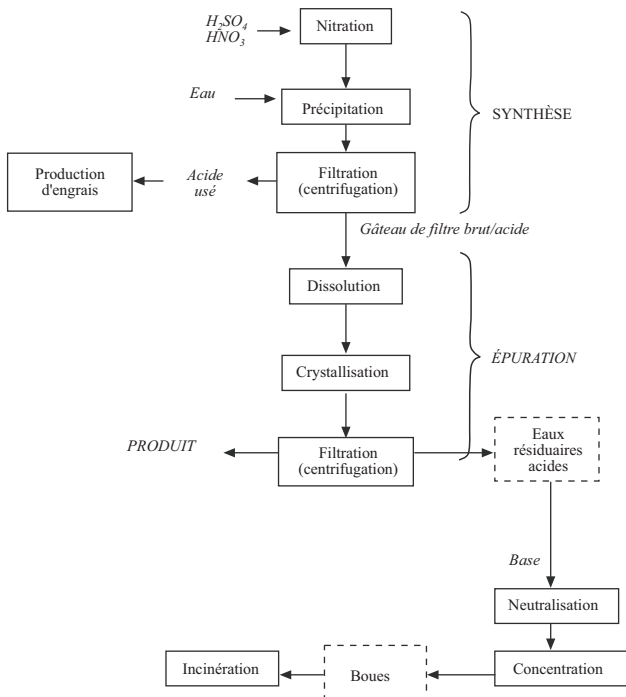 H₂SO₄
HNO₃
Nitration
Eau
Précipitation
SYNTHÈSE
Production
d'engrais
Acide
usé
Filtration
(centrifugation)
Gâteau de filtre brut/acide
Dissolution
Crystallisation
ÉPURATION
PRODUIT
Filtration
(centrifugation)
Eaux
résiduaires
acides
Base
Neutralisation
Incinération
Boues
Concentration